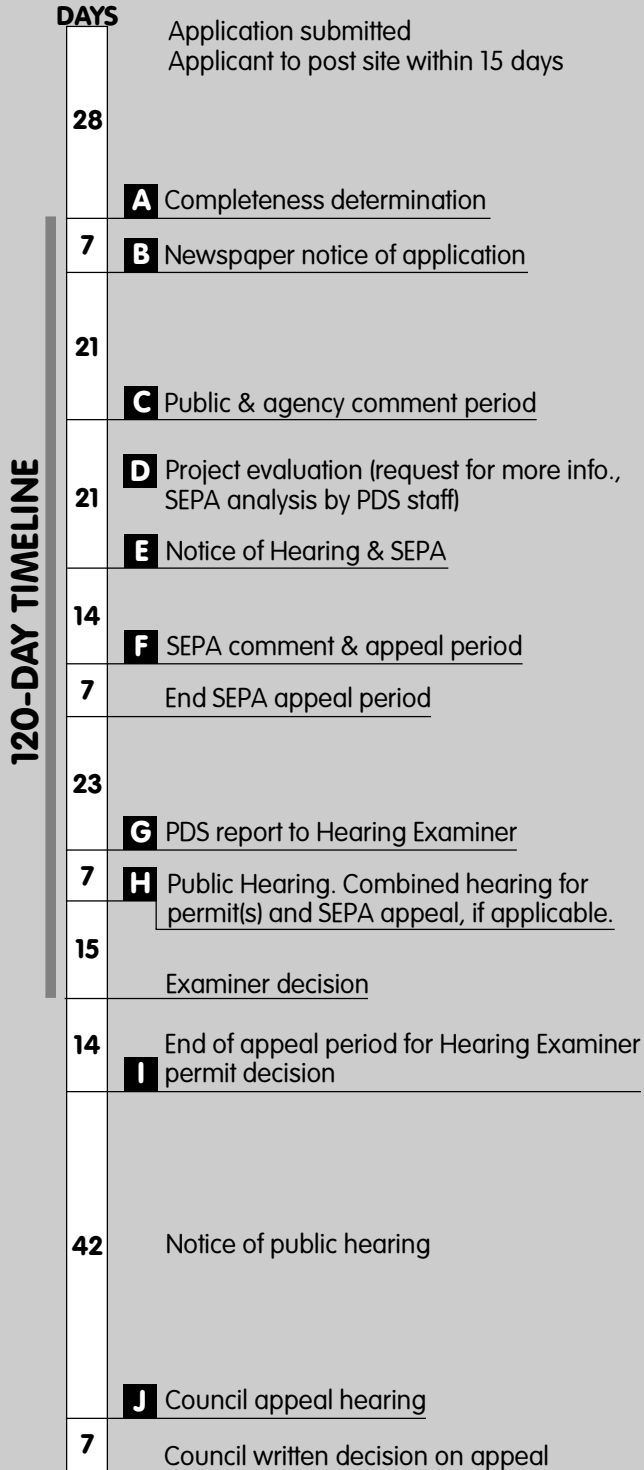 DAYS
Application submitted
Applicant to post site within 15 days
28
A Completeness determination
120-DAY TIMELINE
7
B Newspaper notice of application
21
C Public & agency comment period
D Project evaluation (request for more info.,
21
SEPA analysis by PDS staff)
E Notice of Hearing & SEPA
14
F SEPA comment & appeal period
7
End SEPA appeal period
23
G PDS report to Hearing Examiner
7
H Public Hearing. Combined hearing for
permit(s) and SEPA appeal, if applicable.
15
Examiner decision
14
End of appeal period for Hearing Examiner
I permit decision
42
Notice of public hearing
J Council appeal hearing
7
Council written decision on appeal